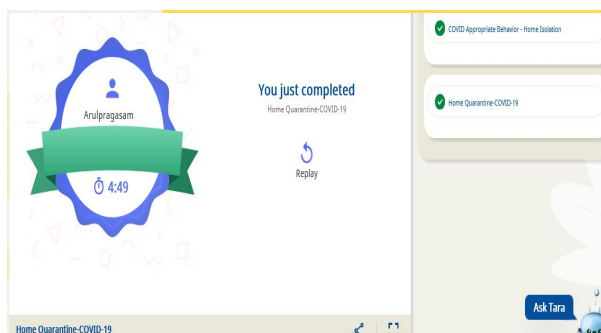 Arulpragasam
4:49
You just completed
Home Quarantine-COVID-19
Replay
Home Quarantine-COVID-19
COVID Appropriate Behavior - Home Isolation
Home Quarantine-COVID-19
Ask Tara